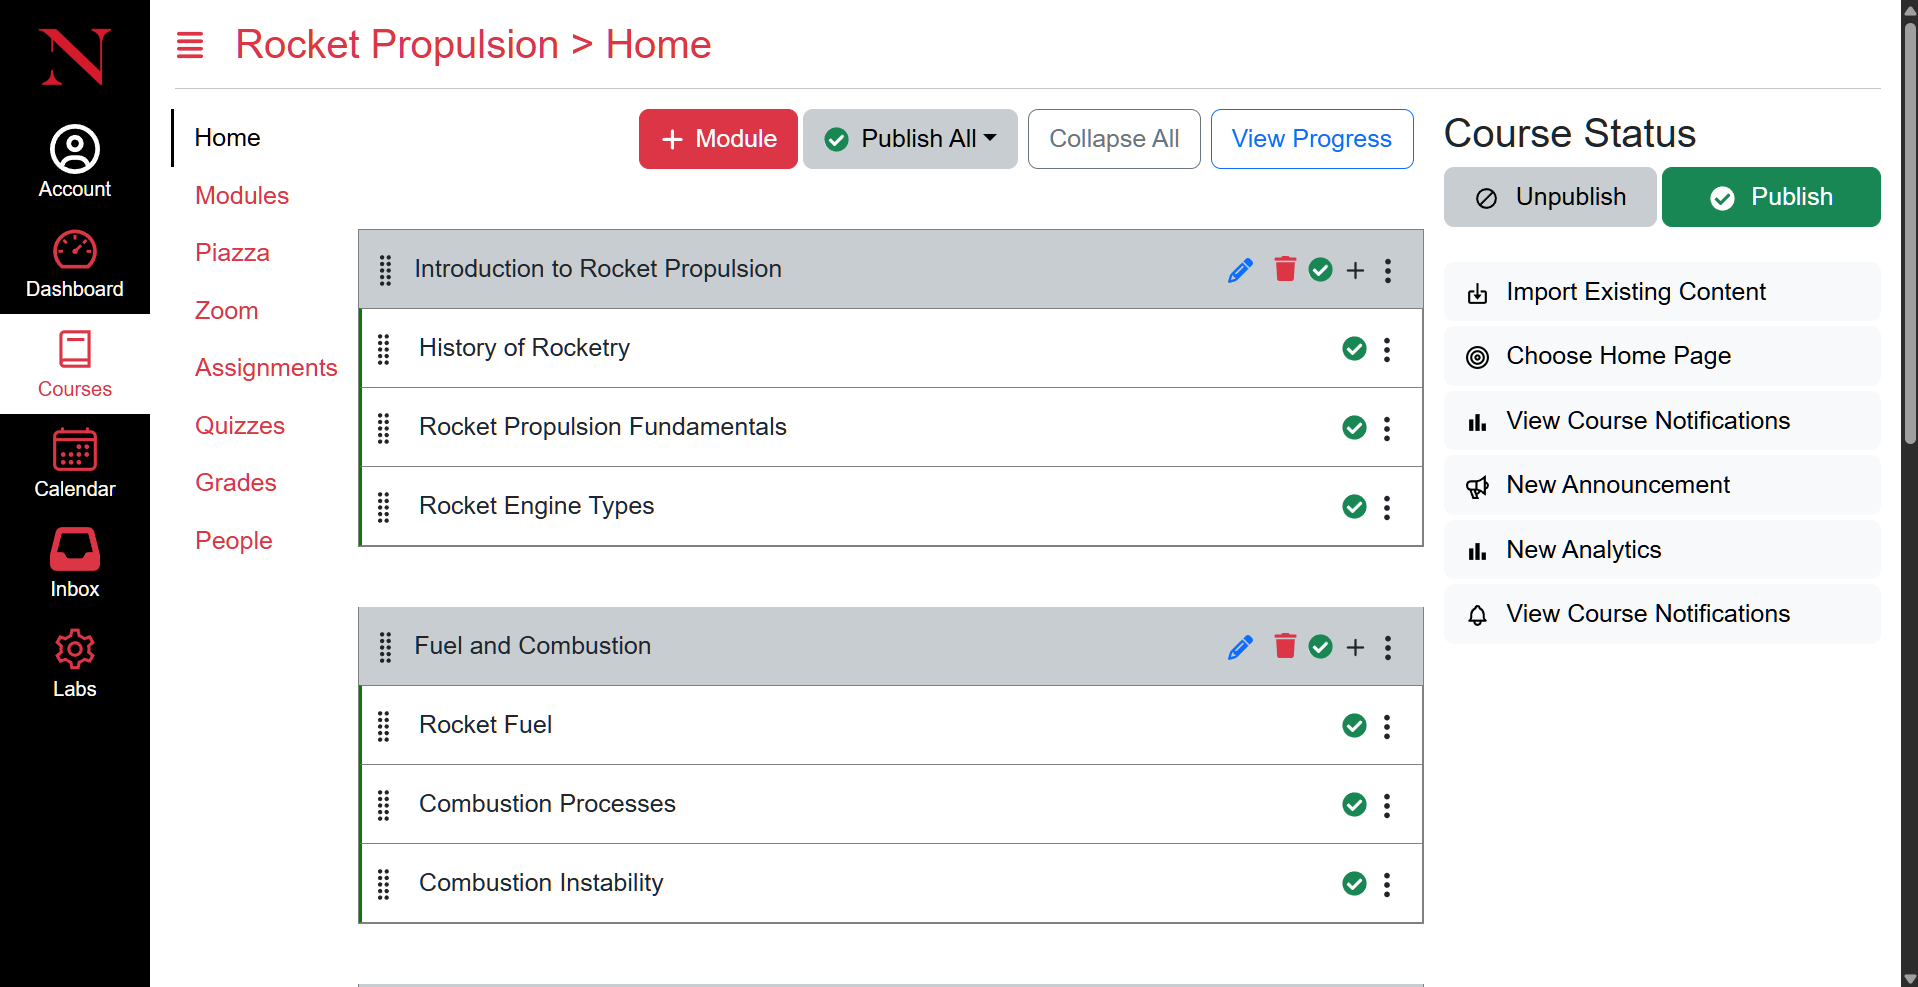 N
Account
Dashboard
Courses
Calendar
Inbox
Labs
Rocket Propulsion > Home
Home
Modules
Piazza
Zoom
Assignments
Quizzes
Grades
People
+ Module
Publish All
Collapse All
View Progress
Introduction to Rocket Propulsion
History of Rocketry
Rocket Propulsion Fundamentals
Rocket Engine Types
Fuel and Combustion
Rocket Fuel
Combustion Processes
Combustion Instability
Course Status
Unpublish
Publish
Import Existing Content
Choose Home Page
View Course Notifications
New Announcement
New Analytics
View Course Notifications